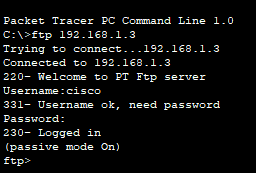 Packet Tracer PC Command Line 1.0
C:\>ftp 192.168.1.3
Trying to connect...192.168.1.3
Connected to 192.168.1.3
220- Welcome to PT Ftp server
Username:cisco
331- Username ok, need password
Password:
230- Logged in
(passive mode On)
ftp>